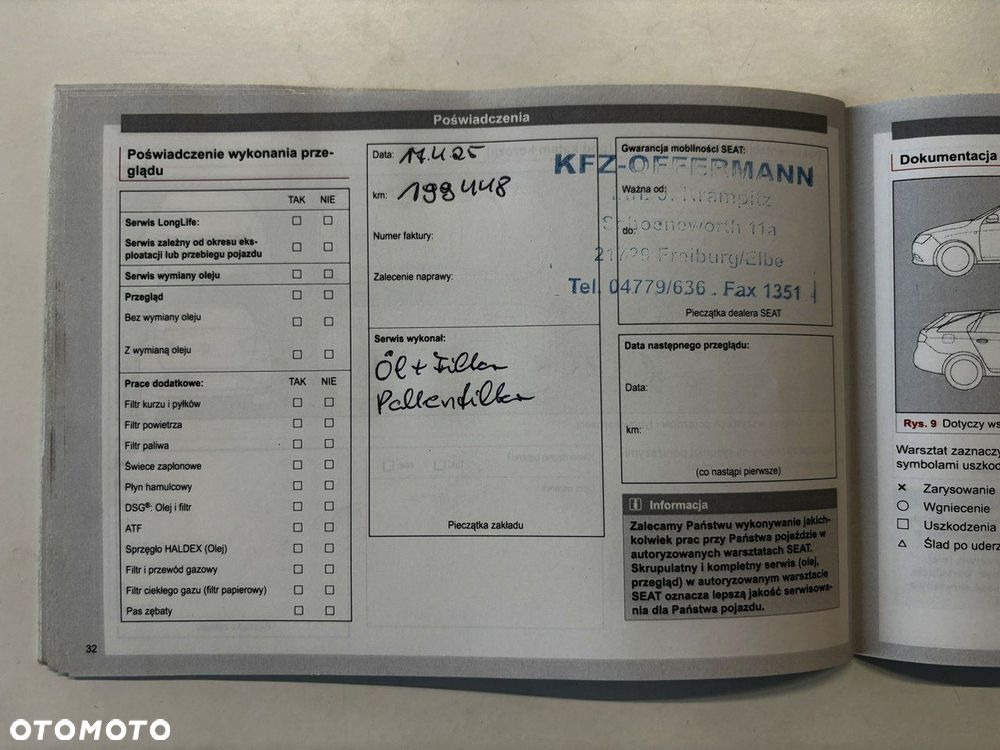 Poświadczenia
Poświadczenie wykonania prze-
glądu
TAK NIE
Serwis LongLife:
Serwis zależny od okresu eks-
ploatacji lub przebiegu pojazdu
Serwis wymiany oleju
Przegląd
Bez wymiany oleju
Z wymianą oleju
Prace dodatkowe: TAK NIE
Filtr kurzu i pyłków
Filtr powietrza
Filtr paliwa
Świece zapłonowe
Płyn hamulcowy
DSG®: Olej i filtr
ATF
Sprzęgło HALDEX (Olej)
Filtr i przewód gazowy
Filtr ciekłego gazu (filtr papierowy)
Pas zębaty
32
Data: 17.4.25
km: 199448
Numer faktury:
Zalecenie naprawy:
Serwis wykonał:
Öl + Filter
Pollenfilter
Pieczątka zakładu
Gwarancja mobilności SEAT:
KFZ-OFFERMANN
Ważna od:
Inh. J. Krampitz
do:
Schoeneworth 11a
21729 Freiburg/Elbe
Tel. 04779/636 . Fax 1351
Pieczątka dealera SEAT
Data następnego przeglądu:
Data:
km:
(co nastąpi pierwsze)
i Informacja
Zalecamy Państwu wykonywanie jakich-
kolwiek prac przy Państwa pojeździe w
autoryzowanych warsztatach SEAT.
Skrupulatny i kompletny serwis (olej,
przegląd) w autoryzowanym warsztacie
SEAT oznacza lepszą jakość serwisowa-
nia dla Państwa pojazdu.
Dokumentacja
Rys. 9 Dotyczy ws
Warsztat zaznaczy
symbolami uszkod
Zarysowanie
Wgniecenie
Uszkodzenia
Ślad po uderz
OTOMOTO